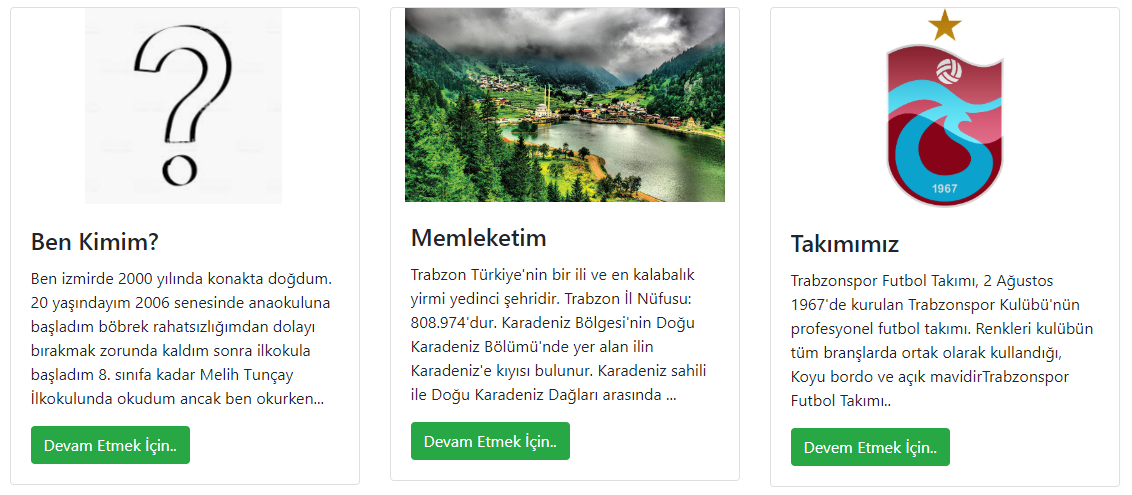 Ben Kimim?
Ben izmirde 2000 yılında konakta doğdum.
20 yaşındayım 2006 senesinde anaokuluna
başladım böbrek rahatsızlığımdan dolayı
bırakmak zorunda kaldım sonra ilkokula
başladım 8. sınıfa kadar Melih Tunçay
İlkokulunda okudum ancak ben okurken...
Devam Etmek İçin..
Memleketim
Trabzon Türkiye'nin bir ili ve en kalabalık
yirmi yedinci şehridir. Trabzon İl Nüfusu:
808.974'dur. Karadeniz Bölgesi'nin Doğu
Karadeniz Bölümü'nde yer alan ilin
Karadeniz'e kıyısı bulunur. Karadeniz sahili
ile Doğu Karadeniz Dağları arasında ...
Devam Etmek İçin..
1967
Takımımız
Trabzonspor Futbol Takımı, 2 Ağustos
1967'de kurulan Trabzonspor Kulübü'nün
profesyonel futbol takımı. Renkleri kulübün
tüm branşlarda ortak olarak kullandığı,
Koyu bordo ve açık mavidirTrabzonspor
Futbol Takımı..
Devem Etmek İçin..